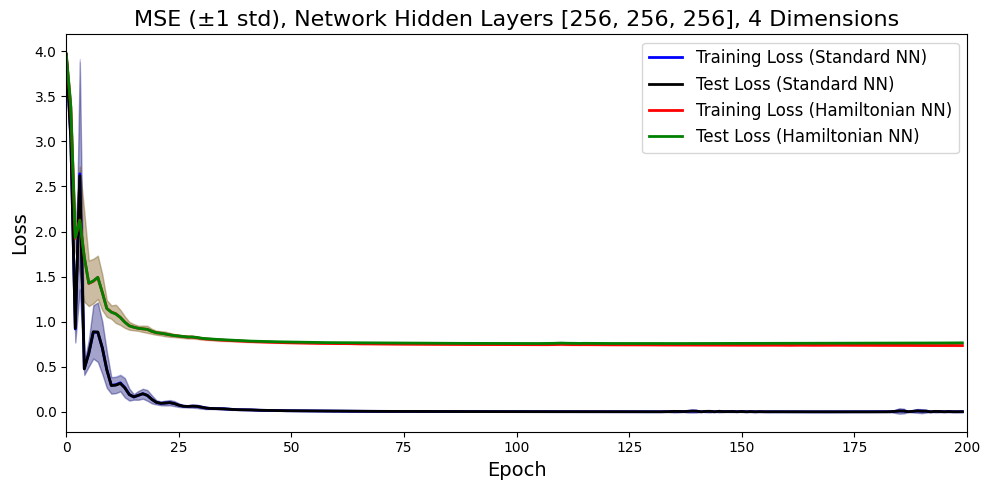 MSE (±1 std), Network Hidden Layers [256, 256, 256], 4 Dimensions
Training Loss (Standard NN)
Test Loss (Standard NN)
Training Loss (Hamiltonian NN)
Test Loss (Hamiltonian NN)
Loss
4.0
3.5
3.0
2.5
2.0
1.5
1.0
0.5
0.0
0 25 50 75 100 125 150 175 200
Epoch